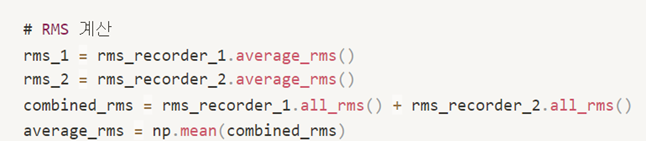 # RMS 계산
rms_1 = rms_recorder_1.average_rms()
rms_2 = rms_recorder_2.average_rms()
combined_rms = rms_recorder_1.all_rms() + rms_recorder_2.all_rms()
average_rms = np.mean(combined_rms)